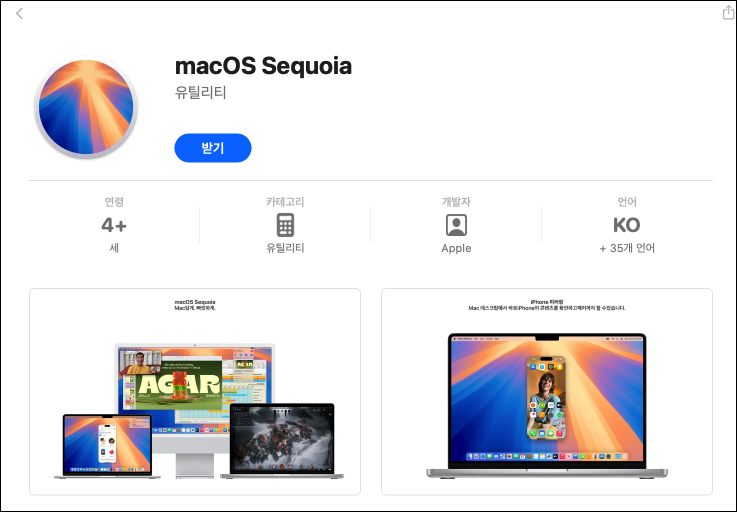 macOS Sequoia
유틸리티
받기
연령
4+
세
카테고리
유틸리티
개발자
Apple
언어
KO
+ 35개 언어
macOS Sequoia
Mac답게, 빠릿하게.
AGAR
iPhone 미러링
Mac 데스크탑에서 바로 iPhone의 콘텐츠를 확인하고 제어까지 할 수 있습니다.